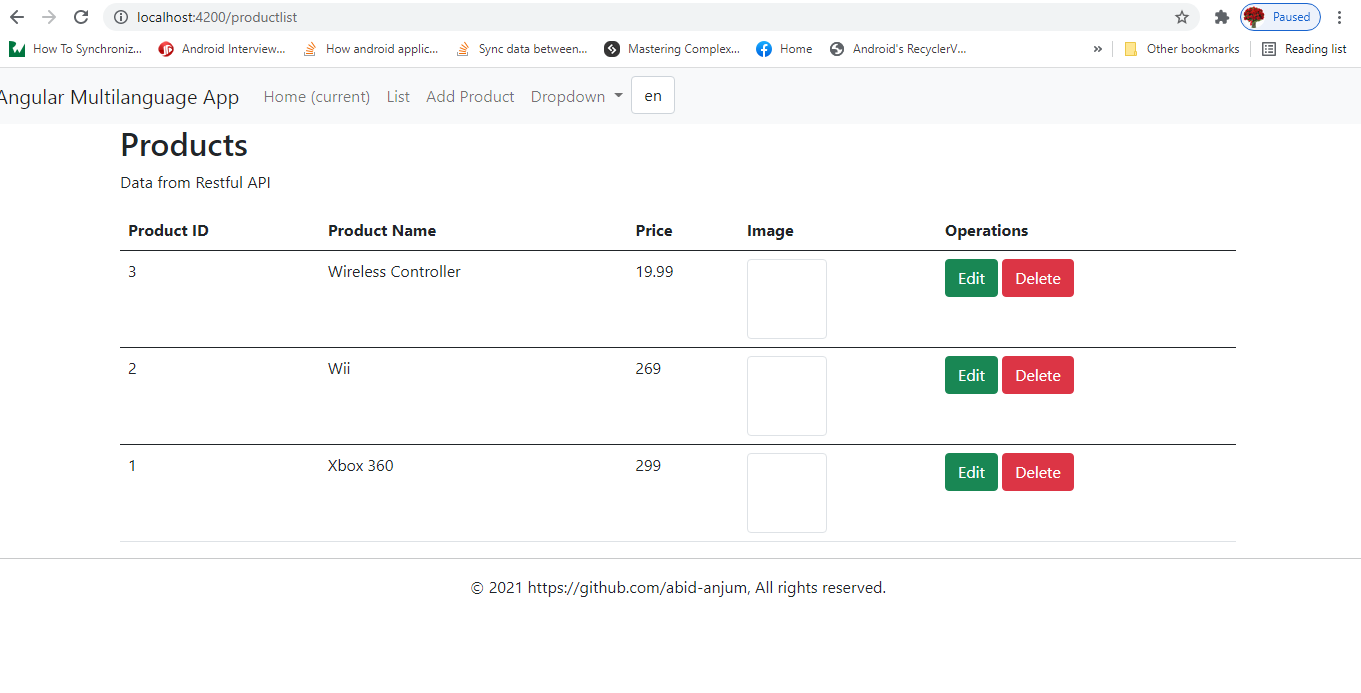 localhost:4200/productlist
Paused
How To Synchroniz...
Android Interview...
How android applic...
Sync data between...
Mastering Complex...
Home
Android's RecyclerV...
»
Other bookmarks
Reading list
Angular Multilanguage App
Home (current)
List
Add Product
Dropdown
en
Products
Data from Restful API
Product ID Product Name Price Image Operations
3 Wireless Controller 19.99 Edit Delete
2 Wii 269 Edit Delete
1 Xbox 360 299 Edit Delete
© 2021 https://github.com/abid-anjum, All rights reserved.